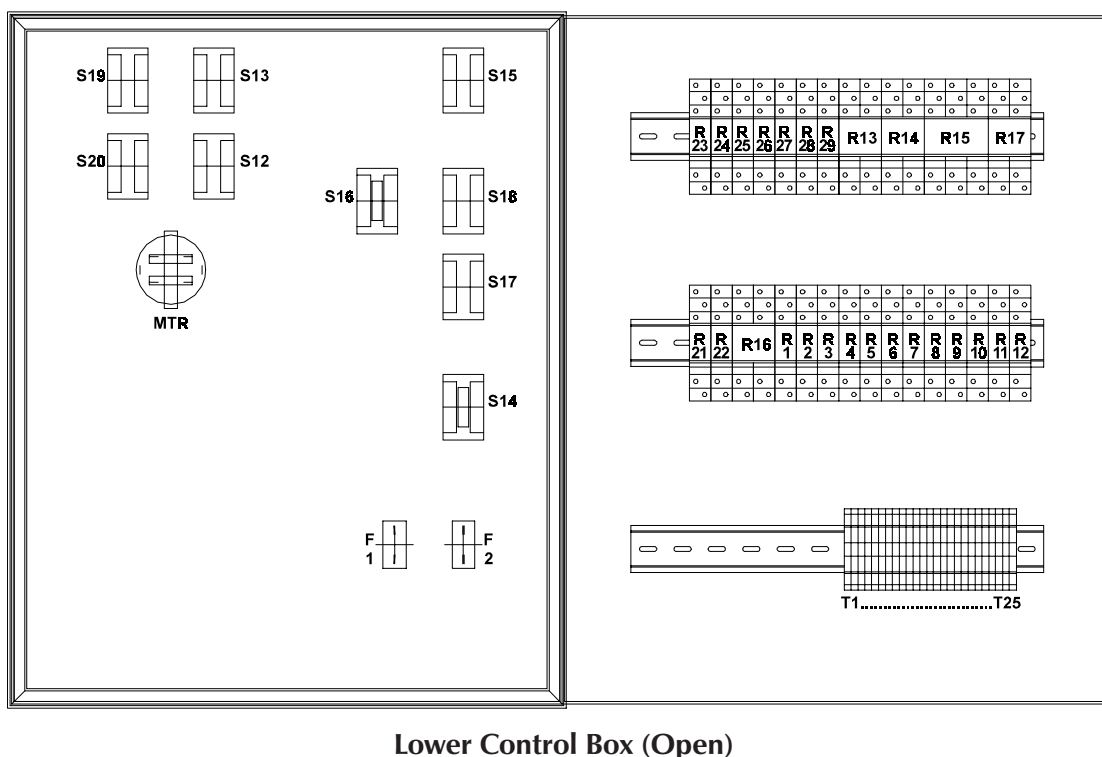 S19
S13
S15
S20
S12
S16
S18
S17
MTR
S14
F
1
F
2
R
23
R
24
R
25
R
26
R
27
R
28
R
29
R13
R14
R15
R17
R
21
R
22
R16
R
1
R
2
R
3
R
4
R
5
R
6
R
7
R
8
R
9
R
10
R
11
R
12
T1..............................T25
Lower Control Box (Open)